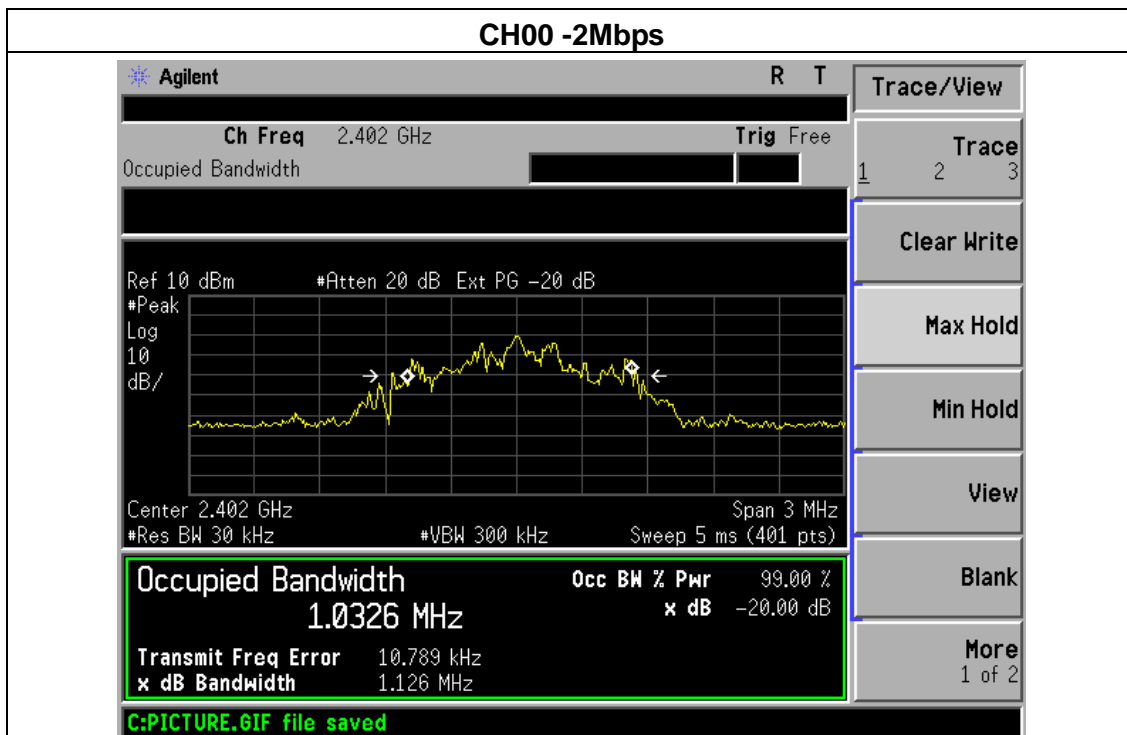 CH00 -2Mbps
Agilent R T
Ch Freq 2.402 GHz Trig Free
Occupied Bandwidth
Ref 10 dBm #Atten 20 dB Ext PG -20 dB
#Peak
Log
10
dB/
Center 2.402 GHz Span 3 MHz
#Res BW 30 kHz #VBW 300 kHz Sweep 5 ms (401 pts)
Occupied Bandwidth Occ BW % Pwr 99.00 %
1.0326 MHz x dB -20.00 dB
Transmit Freq Error 10.789 kHz
x dB Bandwidth 1.126 MHz
C:PICTURE.GIF file saved
Trace/View
Trace
1 2 3
Clear Write
Max Hold
Min Hold
View
Blank
More
1 of 2